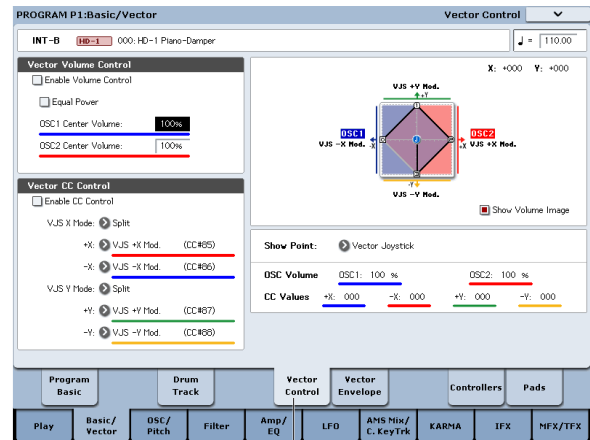 PROGRAM P1:Basic/Vector
Vector Control
INT-B HD-1 000: HD-1 Piano-Damper
♩ = 110.00
Vector Volume Control
Enable Volume Control
Equal Power
OSC1 Center Volume: 100%
OSC2 Center Volume: 100%
Vector CC Control
Enable CC Control
VJS X Mode: Split
+X: VJS +X Mod. (CC#85)
-X: VJS -X Mod. (CC#86)
VJS Y Mode: Split
+Y: VJS +Y Mod. (CC#87)
-Y: VJS -Y Mod. (CC#88)
X: +000 Y: +000
VJS +Y Mod.
+Y
OSC1
VJS -X Mod.
-X
OSC2
+X VJS +X Mod.
-Y
VJS -Y Mod.
Show Volume Image
Show Point: Vector Joystick
OSC Volume OSC1: 100 % OSC2: 100 %
CC Values +X: 000 -X: 000 +Y: 000 -Y: 000
Program Basic
Drum Track
Vector Control
Vector Envelope
Controllers
Pads
Play
Basic/ Vector
OSC/ Pitch
Filter
Amp/ EQ
LFO
AMS Mix/ C.KeyTrk
KARMA
IFX
MFX/TFX